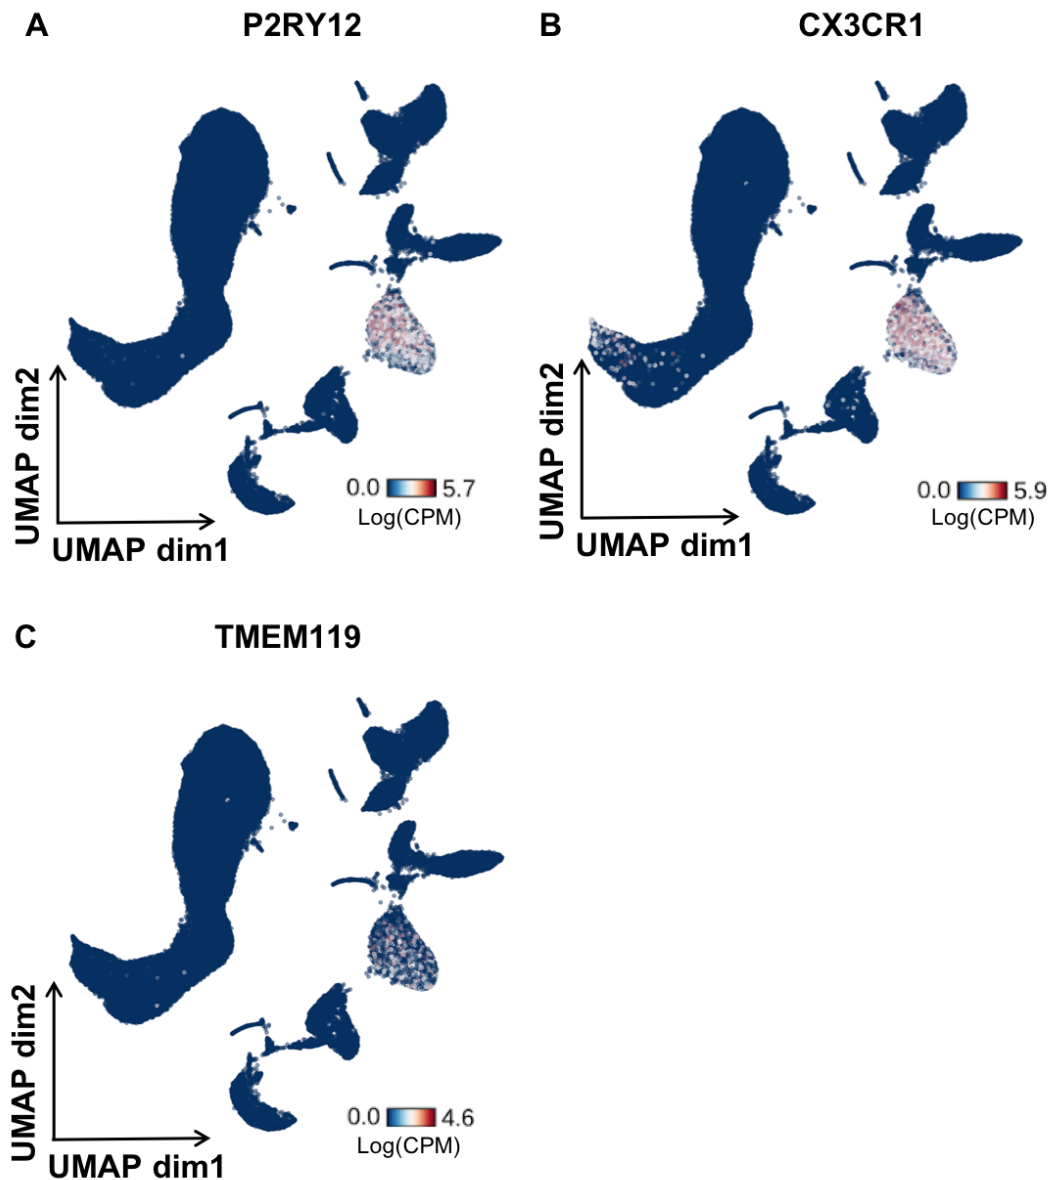 A
P2RY12
UMAP dim2
0.0 5.7
Log(CPM)
UMAP dim1
B
CX3CR1
UMAP dim2
0.0 5.9
Log(CPM)
UMAP dim1
C
TMEM119
UMAP dim2
0.0 4.6
Log(CPM)
UMAP dim1